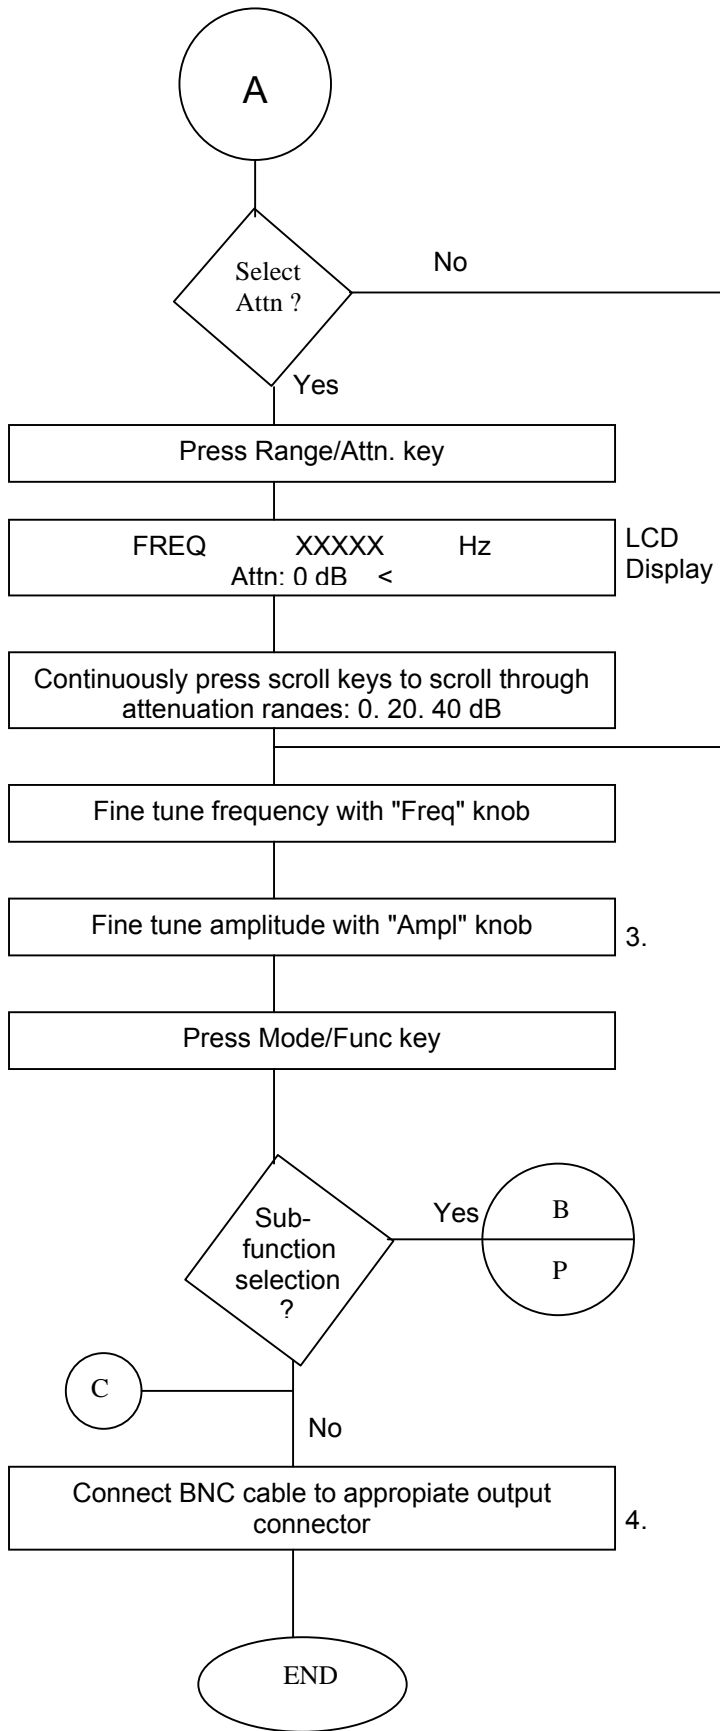 A
Select
Attn ?
No
Yes
Press Range/Attn. key
FREQ XXXXX Hz
Attn: 0 dB <
LCD
Display
Continuously press scroll keys to scroll through
attenuation ranges: 0, 20, 40 dB
Fine tune frequency with "Freq" knob
Fine tune amplitude with "Ampl" knob
3.
Press Mode/Func key
Sub-
function
selection
?
Yes
B
P
C
No
Connect BNC cable to appropiate output
connector
4.
END